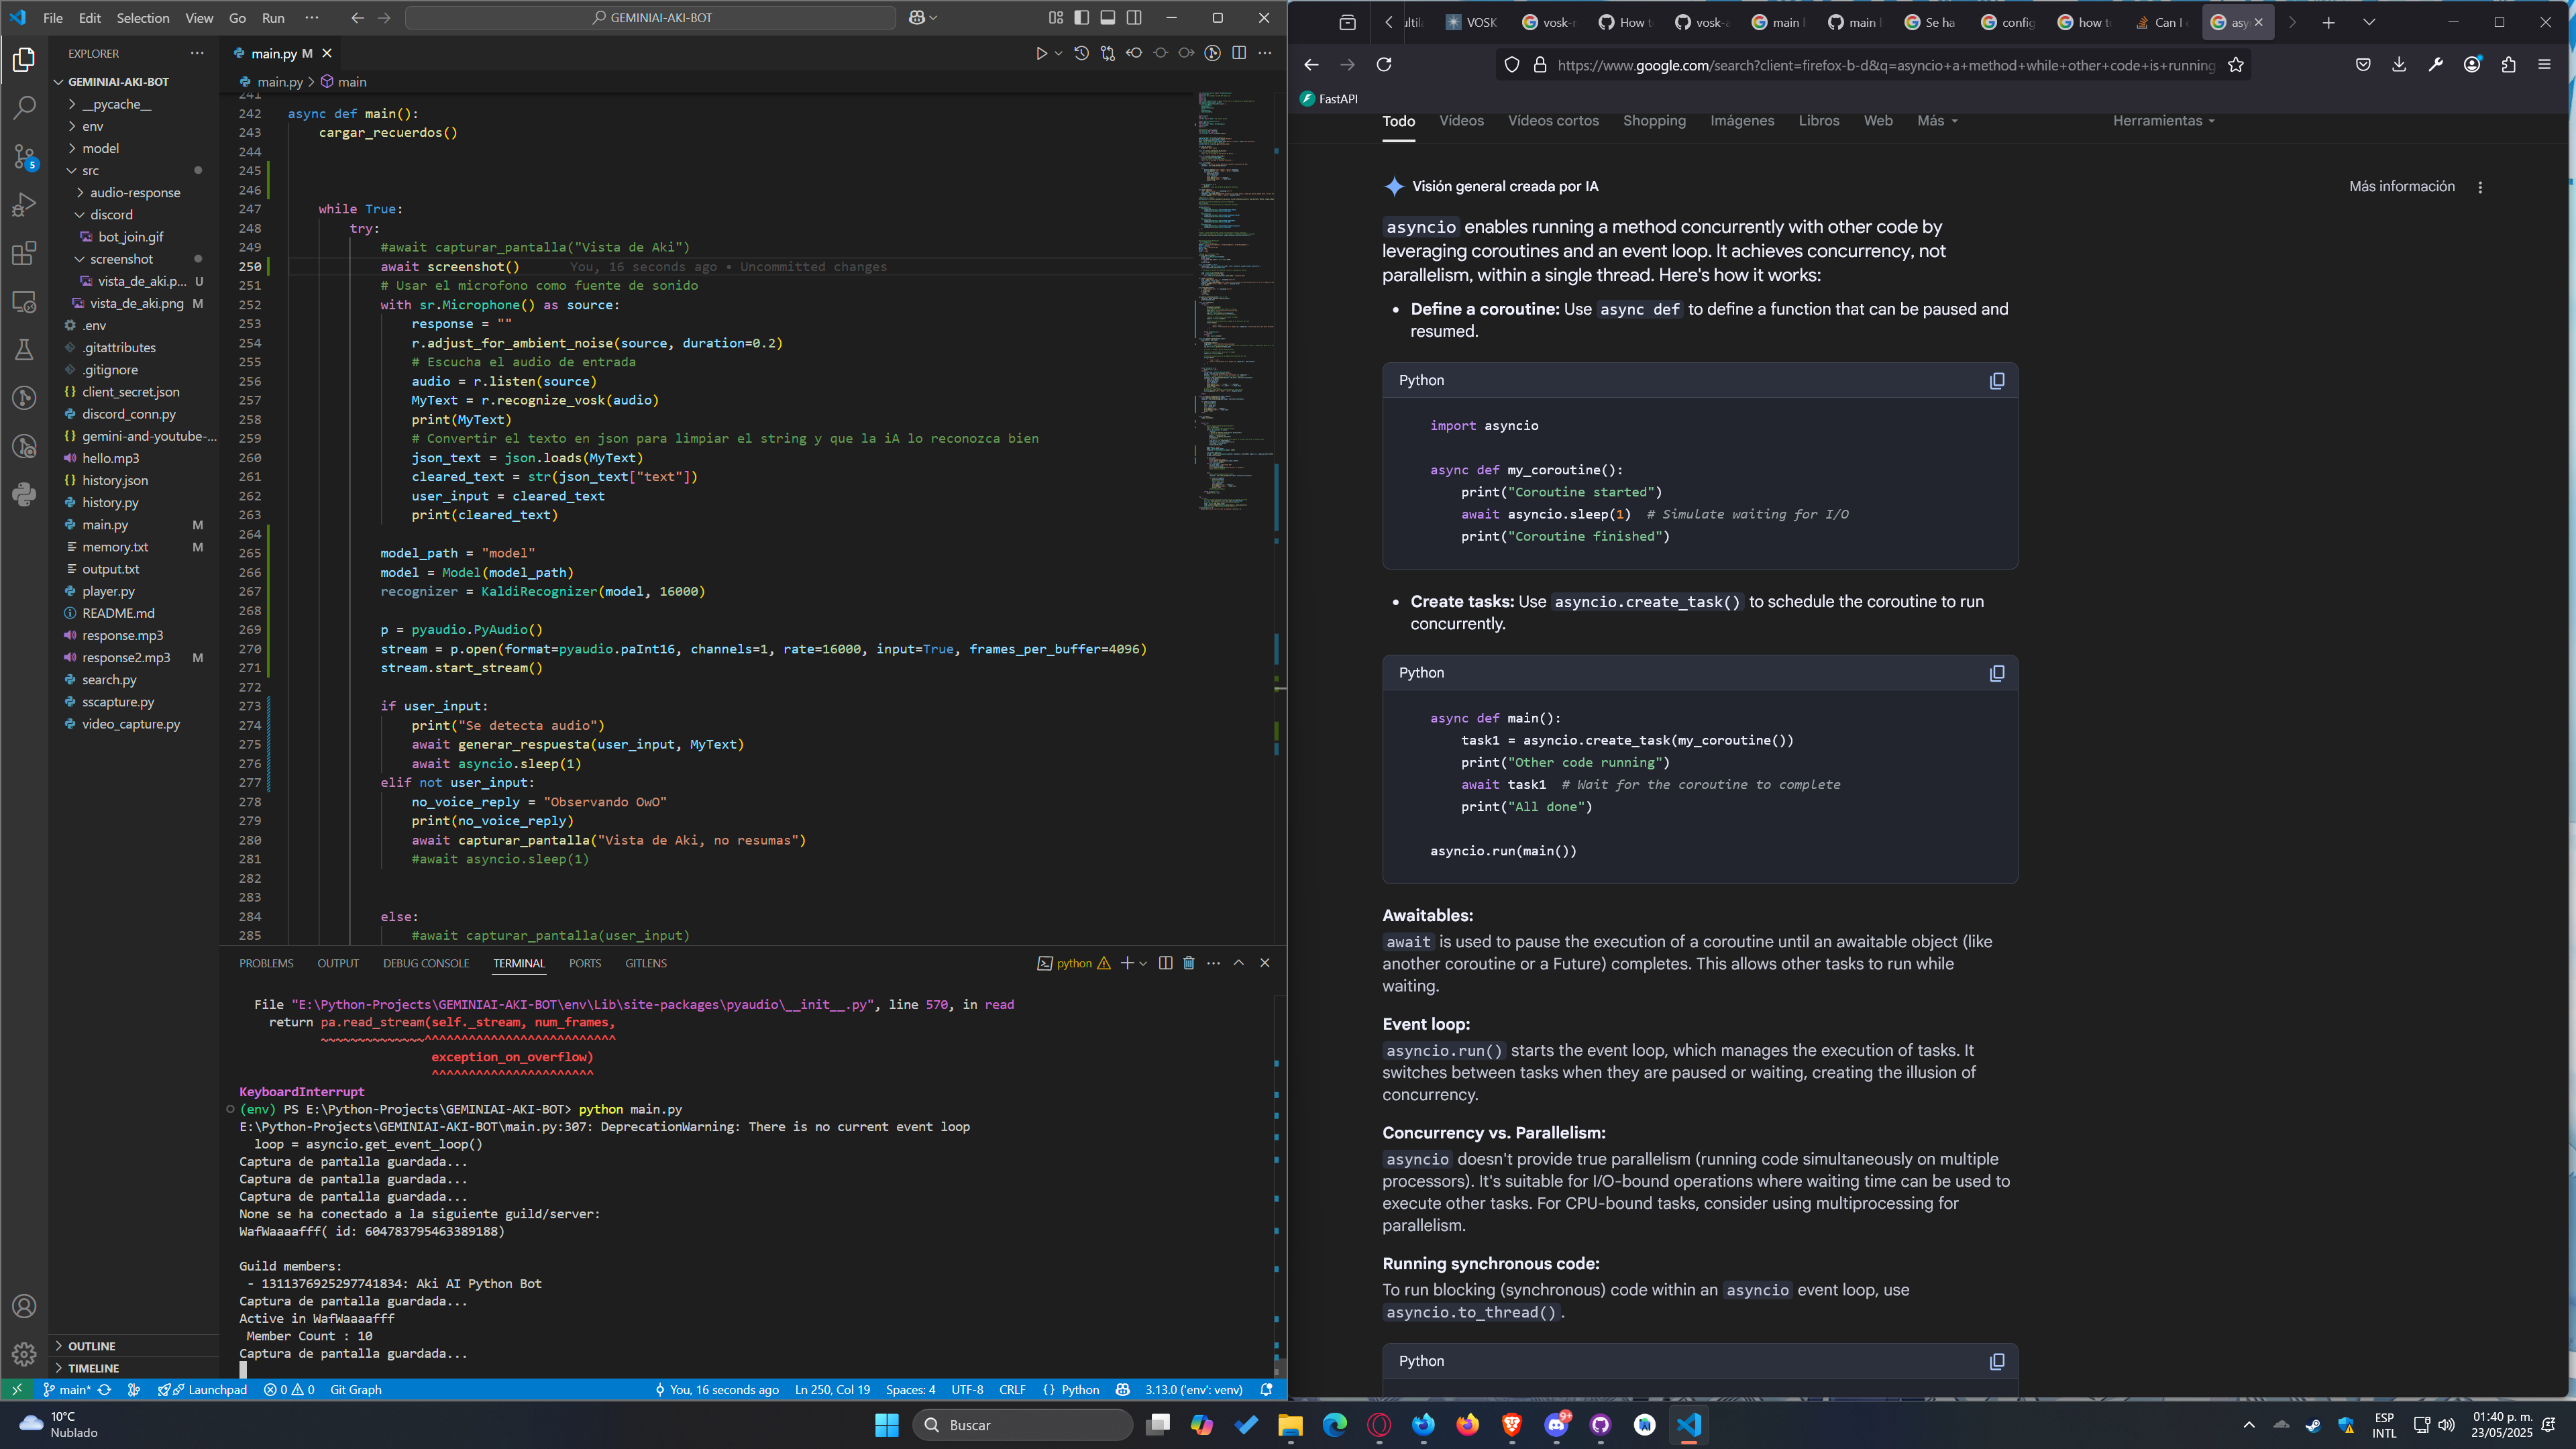 File Edit Selection View Go Run ···
GEMINIAI-AKI-BOT
EXPLORER
GEMINIAI-AKI-BOT
__pycache__
env
model
src
audio-response
discord
bot_join.gif
screenshot
vista_de_aki.p... U
vista_de_aki.png M
.env
.gitattributes
.gitignore
client_secret.json
discord_conn.py
gemini-and-youtube-...
hello.mp3
history.json
history.py
main.py M
memory.txt M
output.txt
player.py
README.md
response.mp3
response2.mp3 M
search.py
sscapture.py
video_capture.py
OUTLINE
TIMELINE
5
main.py M
main.py > main
241
242 async def main():
243 cargar_recuerdos()
244
245
246
247 while True:
248 try:
249 #await capturar_pantalla("Vista de Aki")
250 await screenshot() You, 16 seconds ago • Uncommitted changes
251 # Usar el microfono como fuente de sonido
252 with sr.Microphone() as source:
253 response = ""
254 r.adjust_for_ambient_noise(source, duration=0.2)
255 # Escucha el audio de entrada
256 audio = r.listen(source)
257 MyText = r.recognize_vosk(audio)
258 print(MyText)
259 # Convertir el texto en json para limpiar el string y que la iA lo reconozca bien
260 json_text = json.loads(MyText)
261 cleared_text = str(json_text["text"])
262 user_input = cleared_text
263 print(cleared_text)
264
265 model_path = "model"
266 model = Model(model_path)
267 recognizer = KaldiRecognizer(model, 16000)
268
269 p = pyaudio.PyAudio()
270 stream = p.open(format=pyaudio.paInt16, channels=1, rate=16000, input=True, frames_per_buffer=4096)
271 stream.start_stream()
272
273 if user_input:
274 print("Se detecta audio")
275 await generar_respuesta(user_input, MyText)
276 await asyncio.sleep(1)
277 elif not user_input:
278 no_voice_reply = "Observando OwO"
279 print(no_voice_reply)
280 await capturar_pantalla("Vista de Aki, no resumas")
281 #await asyncio.sleep(1)
282
283
284 else:
285 #await capturar_pantalla(user_input)
PROBLEMS OUTPUT DEBUG CONSOLE TERMINAL PORTS GITLENS
python
File "E:\Python-Projects\GEMINIAI-AKI-BOT\env\Lib\site-packages\pyaudio\__init__.py", line 570, in read
return pa.read_stream(self._stream, num_frames,
~~~~~~~~~~~~~~^^^^^^^^^^^^^^^^^^^^^^^^^^
exception_on_overflow)
^^^^^^^^^^^^^^^^^^^^^^
KeyboardInterrupt
(env) PS E:\Python-Projects\GEMINIAI-AKI-BOT> python main.py
E:\Python-Projects\GEMINIAI-AKI-BOT\main.py:307: DeprecationWarning: There is no current event loop
loop = asyncio.get_event_loop()
Captura de pantalla guardada...
Captura de pantalla guardada...
Captura de pantalla guardada...
None se ha conectado a la siguiente guild/server:
WafWaaaafff( id: 604783795463389188)
Guild members:
- 1311376925297741834: Aki AI Python Bot
Captura de pantalla guardada...
Active in WafWaaaafff
Member Count : 10
Captura de pantalla guardada...
main* Launchpad 0 0 Git Graph You, 16 seconds ago Ln 250, Col 19 Spaces: 4 UTF-8 CRLF {} Python 3.13.0 ('env': venv)
VOSK vosk- How t vosk-a main main Se ha config how to Can I asy
https://www.google.com/search?client=firefox-b-d&q=asyncio+a+method+while+other+code+is+running
FastAPI
Todo Videos Vídeos cortos Shopping Imágenes Libros Web Más Herramientas
Visión general creada por IA Más información
asyncio enables running a method concurrently with other code by
leveraging coroutines and an event loop. It achieves concurrency, not
parallelism, within a single thread. Here's how it works:
• Define a coroutine: Use async def to define a function that can be paused and
resumed.
Python
import asyncio
async def my_coroutine():
print("Coroutine started")
await asyncio.sleep(1) # Simulate waiting for I/O
print("Coroutine finished")
• Create tasks: Use asyncio.create_task() to schedule the coroutine to run
concurrently.
Python
async def main():
task1 = asyncio.create_task(my_coroutine())
print("Other code running")
await task1 # Wait for the coroutine to complete
print("All done")
asyncio.run(main())
Awaitables:
await is used to pause the execution of a coroutine until an awaitable object (like
another coroutine or a Future) completes. This allows other tasks to run while
waiting.
Event loop:
asyncio.run() starts the event loop, which manages the execution of tasks. It
switches between tasks when they are paused or waiting, creating the illusion of
concurrency.
Concurrency vs. Parallelism:
asyncio doesn't provide true parallelism (running code simultaneously on multiple
processors). It's suitable for I/O-bound operations where waiting time can be used to
execute other tasks. For CPU-bound tasks, consider using multiprocessing for
parallelism.
Running synchronous code:
To run blocking (synchronous) code within an asyncio event loop, use
asyncio.to_thread().
Python
10°C
Nublado
Buscar
9+
ESP
INTL
01:40 p. m.
23/05/2025